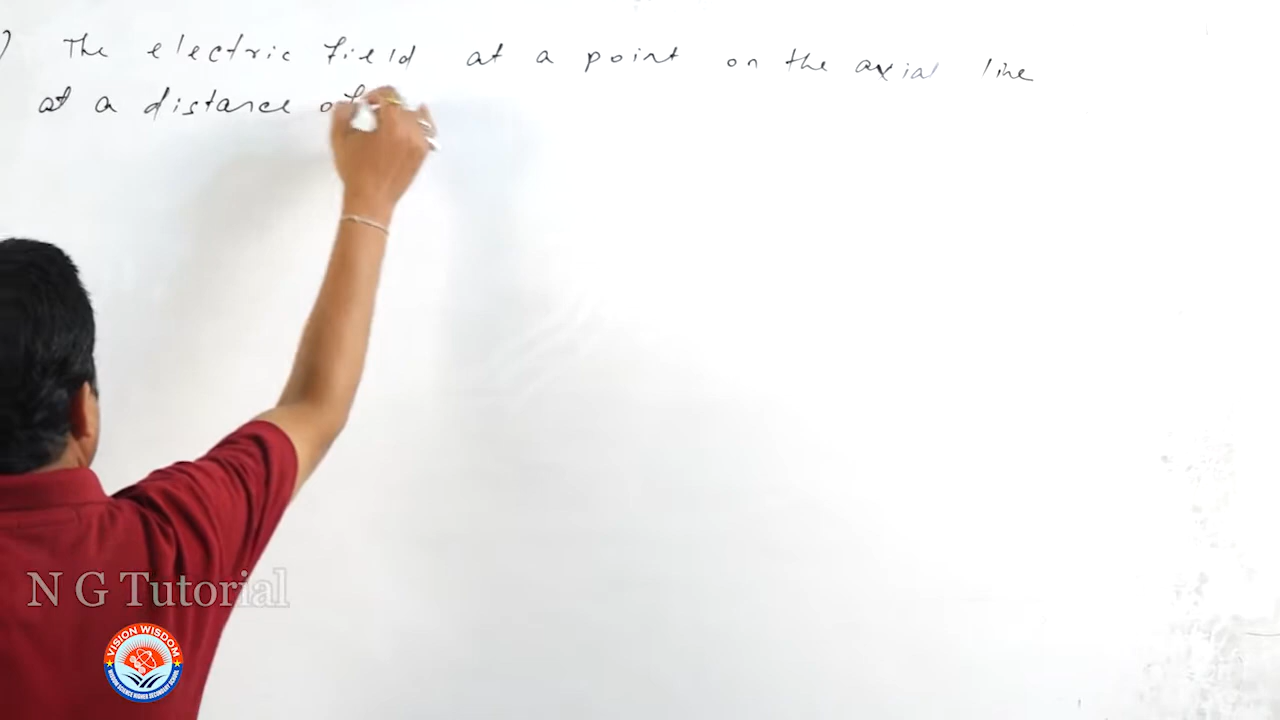 ) The electric field at a point on the axial line
at a distance of
N G Tutorial
VISION WISDOM